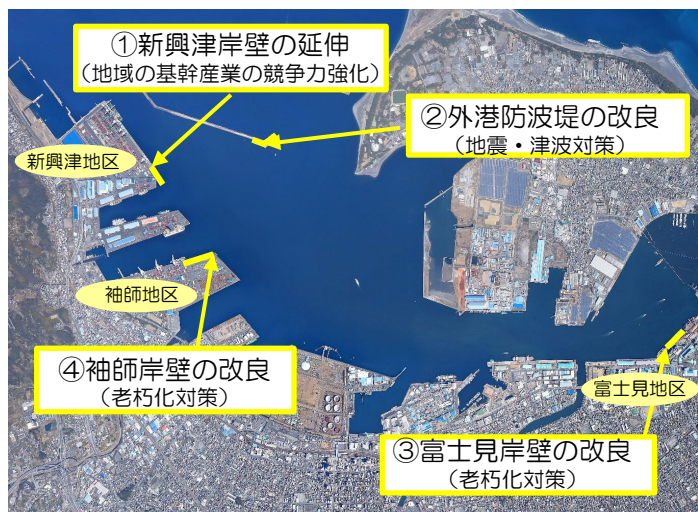 ①新興津岸壁の延伸
(地域の基幹産業の競争力強化)
②外港防波堤の改良
(地震・津波対策)
新興津地区
袖師地区
④袖師岸壁の改良
(老朽化対策)
富士見地区
③富士見岸壁の改良
(老朽化対策)